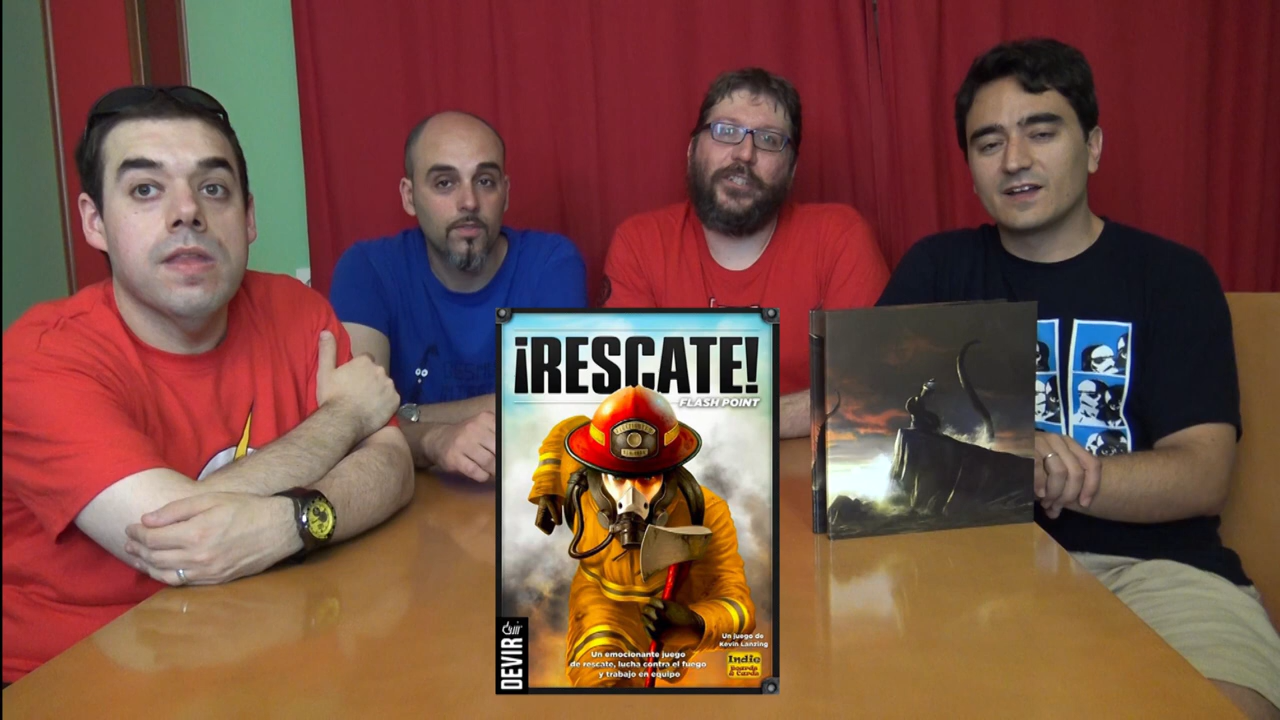 ¡RESCATE!
FLASH POINT
Un juego de
Kevin Lanzing
Un emocionante juego
de rescate, lucha contra el fuego
y trabajo en equipo
Indie
Boards
& Cards
DEVIR